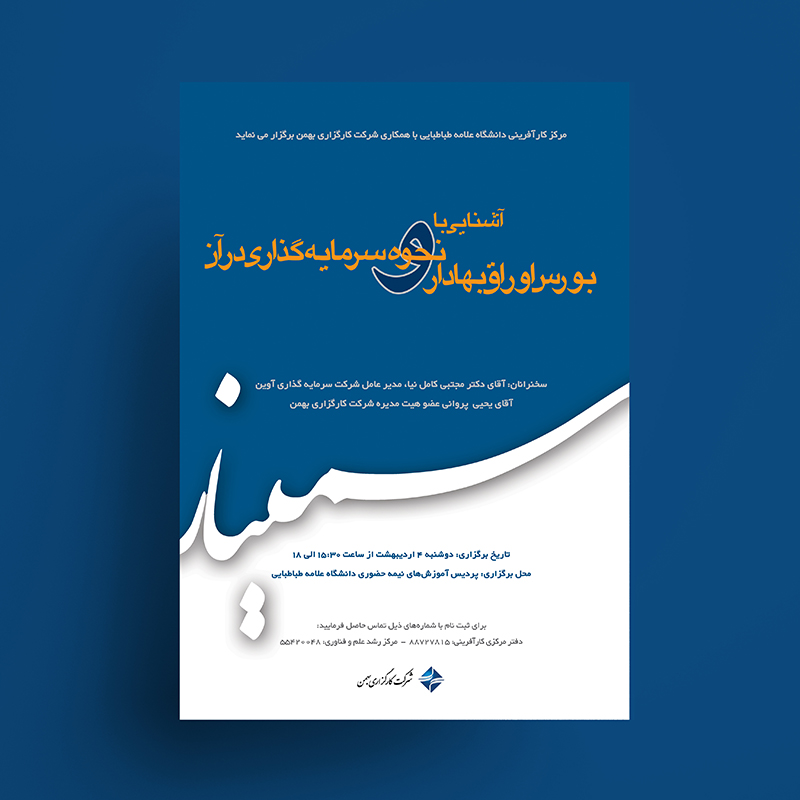 مرکز کارآفرینی دانشگاه علامه طباطبایی با همکاری شرکت کارگزاری بهمن برگزار می نماید
آشنایی با
بورس اوراق بهادار
و
نحوه سرمایه گذاری در آن
سخنرانان: آقای دکتر مجتبی کامل نیا، مدیر عامل شرکت سرمایه گذاری آوین
آقای یحیی پروانی عضو هیت مدیره شرکت کارگزاری بهمن
سمینار
تاریخ برگزاری: دوشنبه ۴ اردیبهشت از ساعت ۱۵:۳۰ الی ۱۸
محل برگزاری: پردیس آموزش‌های نیمه حضوری دانشگاه علامه طباطبایی
برای ثبت نام با شماره‌های ذیل تماس حاصل فرمایید:
دفتر مرکزی کارآفرینی: ۸۸۷۲۷۸۱۵ - مرکز رشد علم و فناوری: ۵۵۴۲۰۰۴۸
شرکت کارگزاری بهمن